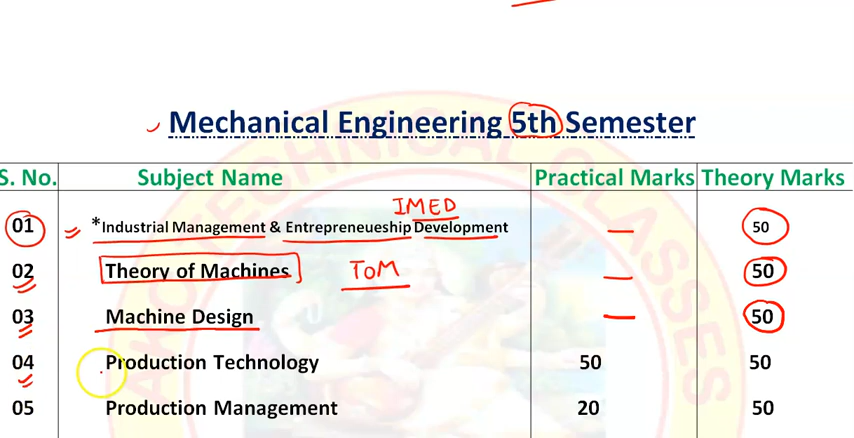 Mechanical Engineering 5th Semester
S. No. Subject Name Practical Marks Theory Marks
IMED
01 *Industrial Management & Entrepreneueship Development — 50
02 Theory of Machines TOM — 50
03 Machine Design — 50
04 Production Technology 50 50
05 Production Management 20 50
TECHNICAL CLASSES